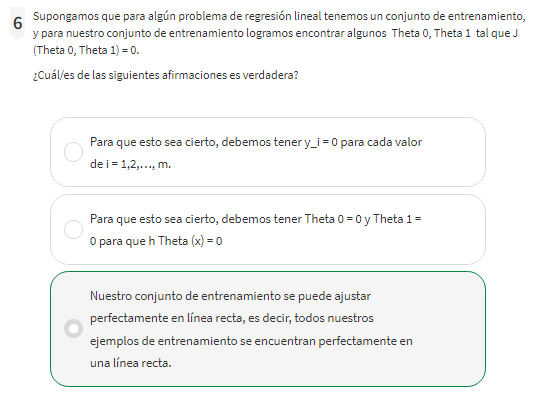 6
Supongamos que para algún problema de regresión lineal tenemos un conjunto de entrenamiento,
y para nuestro conjunto de entrenamiento logramos encontrar algunos Theta 0, Theta 1 tal que J
(Theta 0, Theta 1) = 0.
¿Cuál/es de las siguientes afirmaciones es verdadera?
Para que esto sea cierto, debemos tener y_i = 0 para cada valor
de i = 1,2,…, m.
Para que esto sea cierto, debemos tener Theta 0 = 0 y Theta 1 =
0 para que h Theta (x) = 0
Nuestro conjunto de entrenamiento se puede ajustar
perfectamente en línea recta, es decir, todos nuestros
ejemplos de entrenamiento se encuentran perfectamente en
una línea recta.